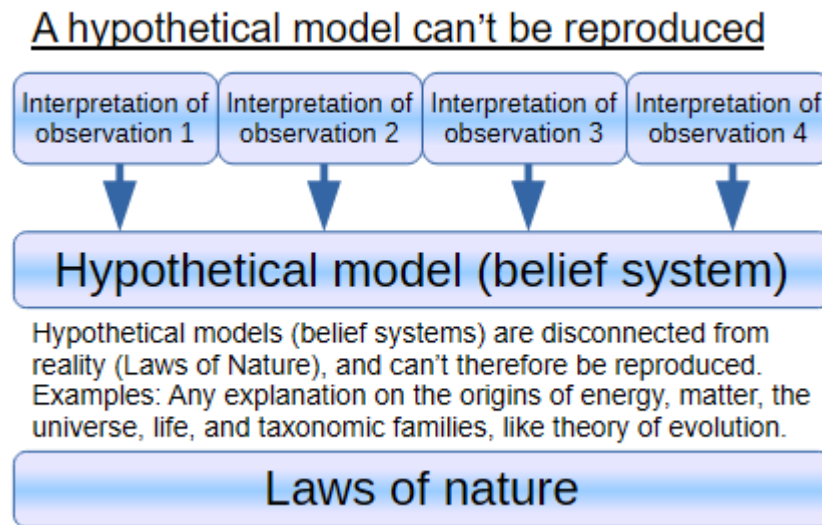 A hypothetical model can't be reproduced
Interpretation of observation 1
Interpretation of observation 2
Interpretation of observation 3
Interpretation of observation 4
Hypothetical model (belief system)
Hypothetical models (belief systems) are disconnected from
reality (Laws of Nature), and can't therefore be reproduced.
Examples: Any explanation on the origins of energy, matter, the
universe, life, and taxonomic families, like theory of evolution.
Laws of nature